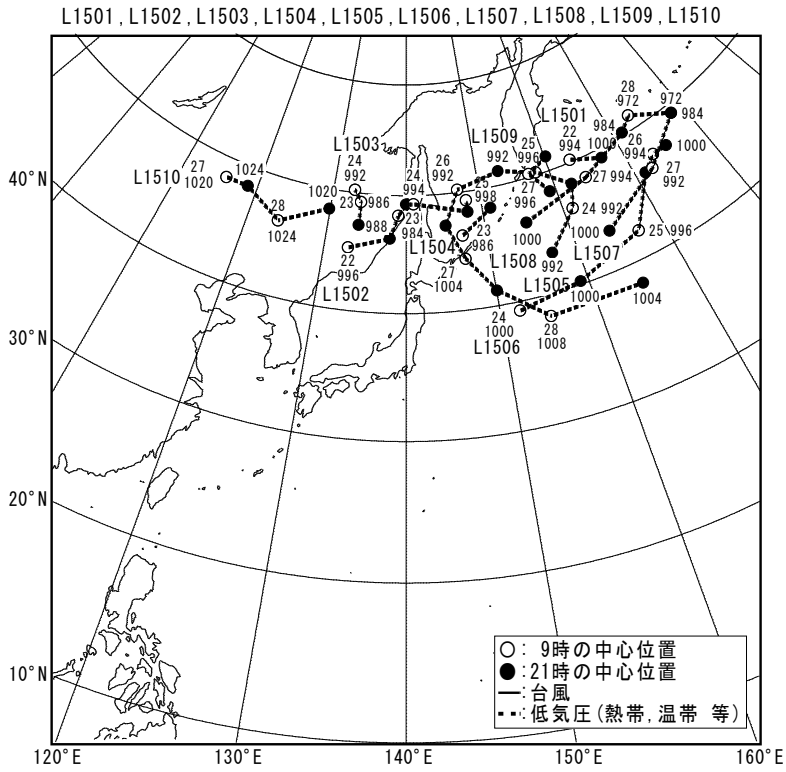 L1501,L1502,L1503,L1504,L1505,L1506,L1507,L1508,L1509,L1510
28
972
972
984
L1501
984
1000
L1509
25
996
22
994
1000
26
994
L1503
24
992
26
992
992
27
992
L1510
27
1020
1024
24
994
25
998
27
996
27 994
40°N
28
1024
1020
23
986
988
23
984
L1504
23
986
1000
24 992
1000
25 996
L1507
22
996
L1502
27
1004
L1508
992
L1505
1000
1004
24
1000
L1506
28
1008
30°N
20°N
10°N
○: 9時の中心位置
●:21時の中心位置
―:台風
:低気圧(熱帯,温帯 等)
120°E
130°E
140°E
150°E
160°E